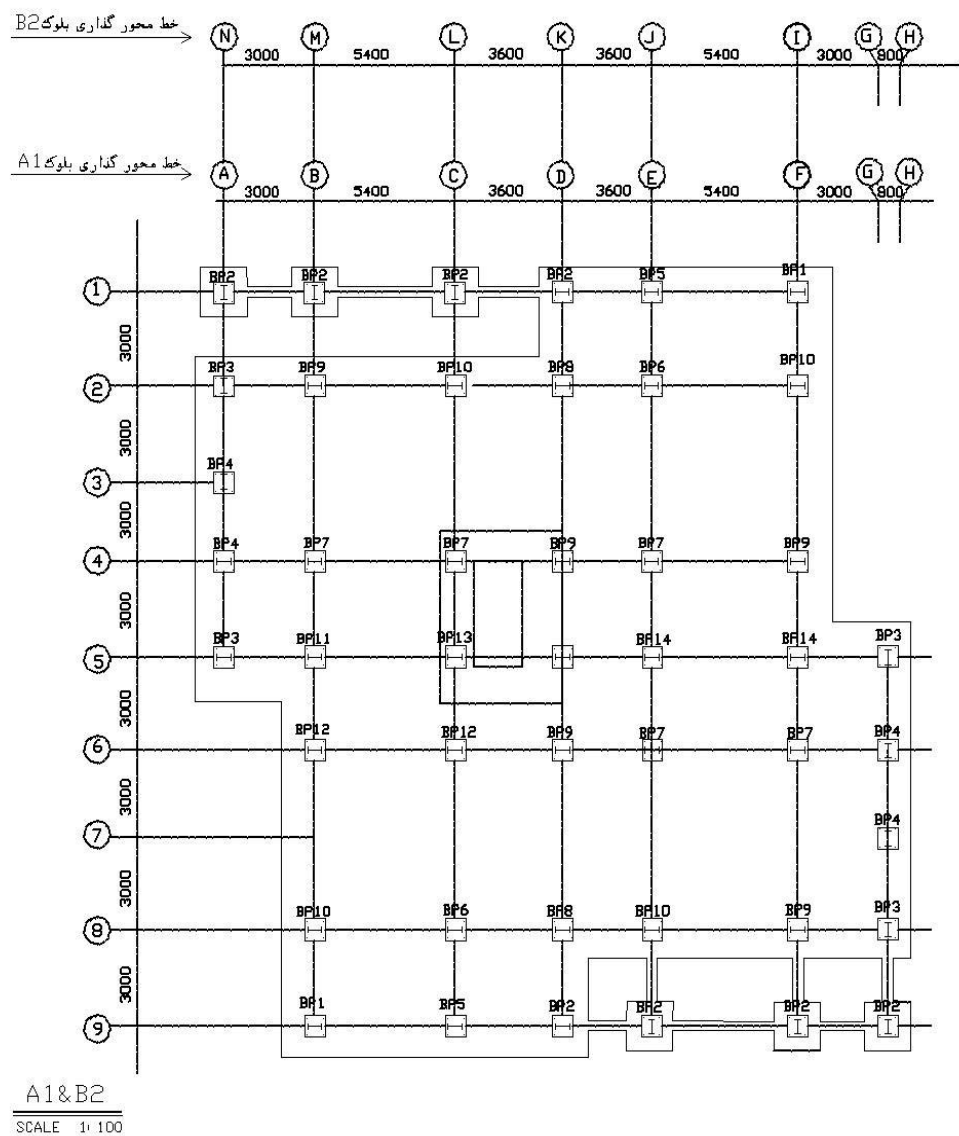 خط محور گذاری بلوک B2
N M L K J I G H
3000 5400 3600 3600 5400 3000 800
خط محور گذاری بلوک A1
A B C D E F G H
3000 5400 3600 3600 5400 3000 800
1 BP2 BP2 BP2 BP2 BP5 BP1
3000
2 BP3 BP9 BP10 BP8 BP6 BP10
3000
3 BP4
3000
4 BP4 BP7 BP7 BP9 BP7 BP9
3000
5 BP3 BP11 BP13 BP14 BP14 BP3
3000
6 BP12 BP12 BP9 BP7 BP7 BP4
3000
7 BP4
3000
8 BP10 BP6 BP8 BP10 BP9 BP3
3000
9 BP1 BP5 BP2 BP2 BP2 BP2
A1&B2
SCALE 1:100